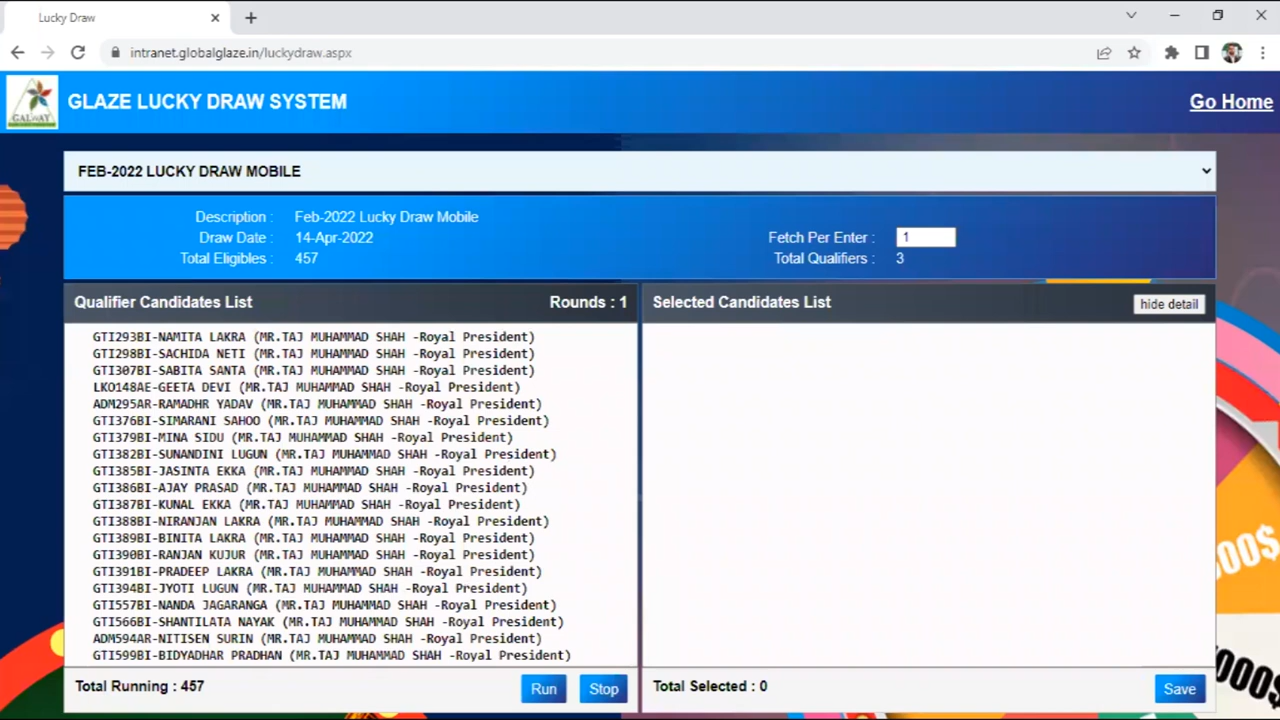 Lucky Draw
intranet.globalglaze.in/luckydraw.aspx
GALWAY
GLAZE LUCKY DRAW SYSTEM
Go Home
FEB-2022 LUCKY DRAW MOBILE
Description : Feb-2022 Lucky Draw Mobile
Draw Date : 14-Apr-2022
Fetch Per Enter : 1
Total Eligibles : 457
Total Qualifiers : 3
Qualifier Candidates List Rounds : 1
Selected Candidates List hide detail
GTI293BI-NAMITA LAKRA (MR.TAJ MUHAMMAD SHAH -Royal President)
GTI298BI-SACHIDA NETI (MR.TAJ MUHAMMAD SHAH -Royal President)
GTI307BI-SABITA SANTA (MR.TAJ MUHAMMAD SHAH -Royal President)
LKO148AE-GEETA DEVI (MR.TAJ MUHAMMAD SHAH -Royal President)
ADM295AR-RAMADHR YADAV (MR.TAJ MUHAMMAD SHAH -Royal President)
GTI376BI-SIMARANI SAHOO (MR.TAJ MUHAMMAD SHAH -Royal President)
GTI379BI-MINA SIDU (MR.TAJ MUHAMMAD SHAH -Royal President)
GTI382BI-SUNANDINI LUGUN (MR.TAJ MUHAMMAD SHAH -Royal President)
GTI385BI-JASINTA EKKA (MR.TAJ MUHAMMAD SHAH -Royal President)
GTI386BI-AJAY PRASAD (MR.TAJ MUHAMMAD SHAH -Royal President)
GTI387BI-KUNAL EKKA (MR.TAJ MUHAMMAD SHAH -Royal President)
GTI388BI-NIRANJAN LAKRA (MR.TAJ MUHAMMAD SHAH -Royal President)
GTI389BI-BINITA LAKRA (MR.TAJ MUHAMMAD SHAH -Royal President)
GTI390BI-RANJAN KUJUR (MR.TAJ MUHAMMAD SHAH -Royal President)
GTI391BI-PRADEEP LAKRA (MR.TAJ MUHAMMAD SHAH -Royal President)
GTI394BI-JYOTI LUGUN (MR.TAJ MUHAMMAD SHAH -Royal President)
GTI557BI-NANDA JAGARANGA (MR.TAJ MUHAMMAD SHAH -Royal President)
GTI566BI-SHANTILATA NAYAK (MR.TAJ MUHAMMAD SHAH -Royal President)
ADM594AR-NITISEN SURIN (MR.TAJ MUHAMMAD SHAH -Royal President)
GTI599BI-BIDYADHAR PRADHAN (MR.TAJ MUHAMMAD SHAH -Royal President)
Total Running : 457 Run Stop
Total Selected : 0 Save